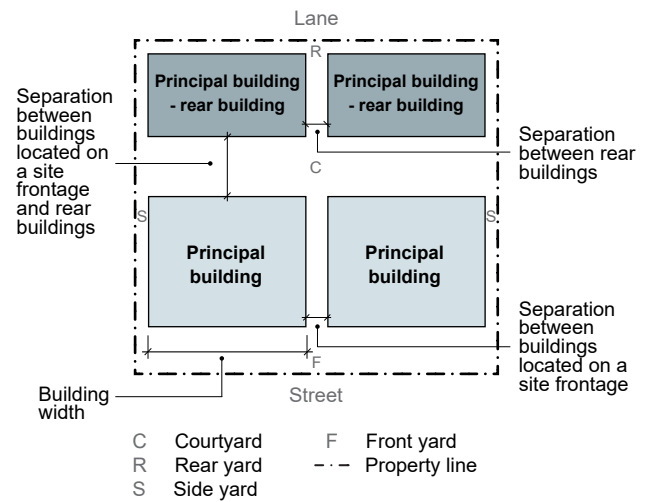 Lane
R
Principal building
- rear building
Principal building
- rear building
Separation
between
buildings
located on
a site
frontage
and rear
buildings
Separation
between rear
buildings
C
S
S
Principal
building
Principal
building
Separation
between
buildings
located on a
site frontage
F
Building
width
Street
C Courtyard
F Front yard
R Rear yard
Property line
S Side yard